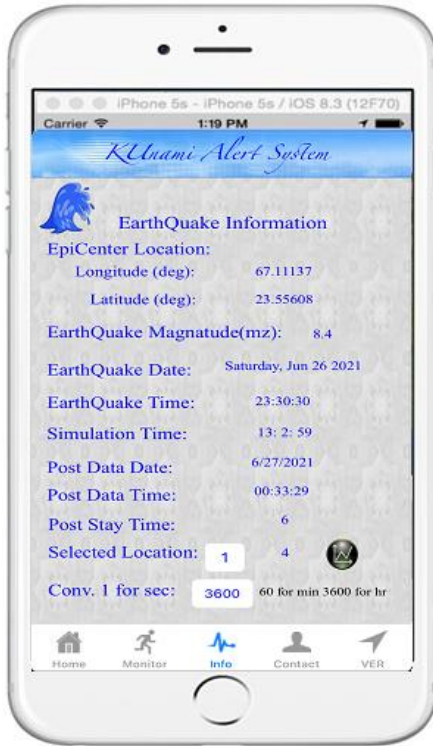 iPhone 5s - iPhone 5s / iOS 8.3 (12F70)
Carrier 1:19 PM
KUnami Alert System
EarthQuake Information
EpiCenter Location:
Longitude (deg): 67.11137
Latitude (deg): 23.55608
EarthQuake Magnatude(mz): 8.4
EarthQuake Date: Saturday, Jun 26 2021
EarthQuake Time: 23:30:30
Simulation Time: 13: 2: 59
Post Data Date: 6/27/2021
Post Data Time: 00:33:29
Post Stay Time: 6
Selected Location: 1 4
Conv. 1 for sec: 3600 60 for min 3600 for hr
Home Monitor Info Contact VER